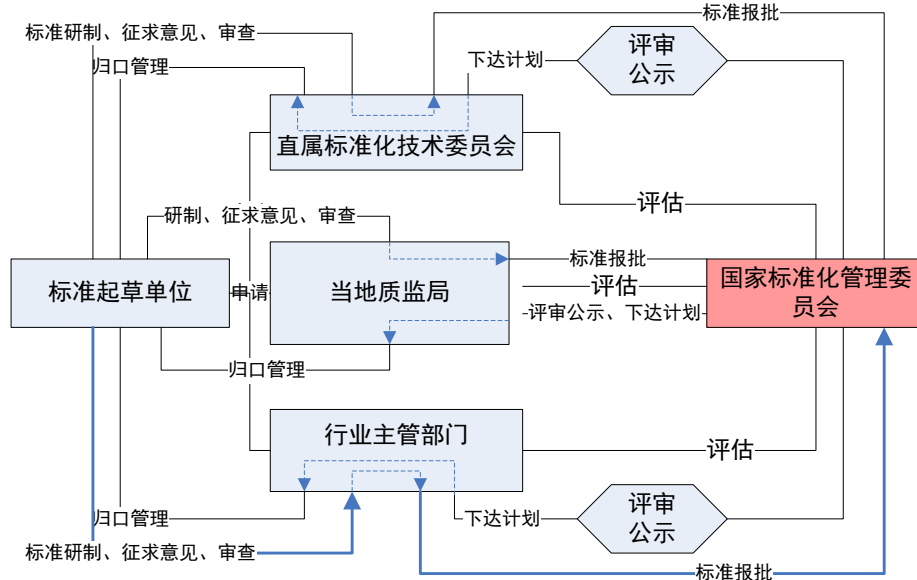 标准报批
标准研制、征求意见、审查
评审
公示
下达计划
归口管理
直属标准化技术委员会
评估
研制、征求意见、审查
标准报批
国家标准化管理委
员会
标准起草单位
申请
当地质监局
评估
评审公示、下达计划
归口管理
行业主管部门
评估
评审
公示
下达计划
归口管理
标准研制、征求意见、审查
标准报批